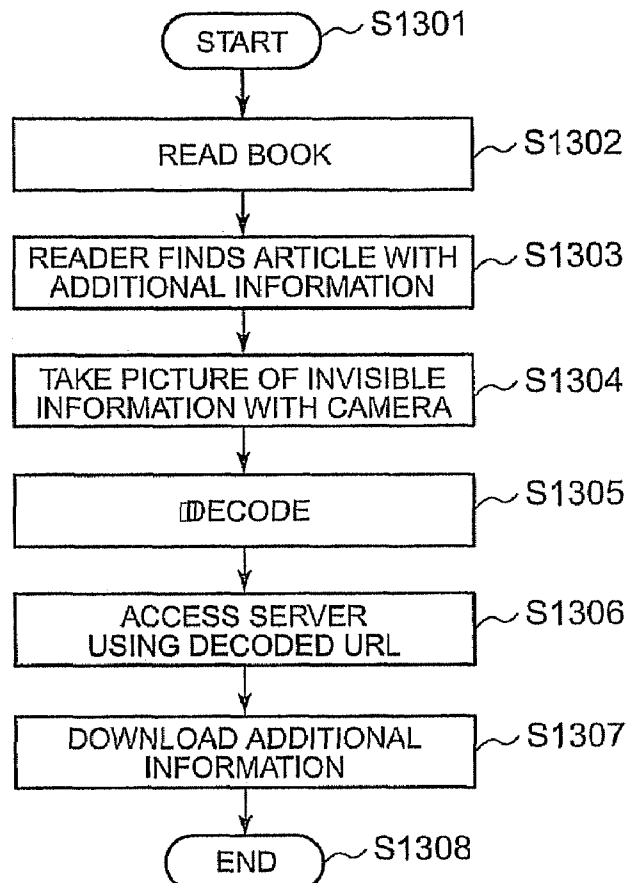 START
S1301
READ BOOK
S1302
READER FINDS ARTICLE WITH
ADDITIONAL INFORMATION
S1303
TAKE PICTURE OF INVISIBLE
INFORMATION WITH CAMERA
S1304
DECODE
S1305
ACCESS SERVER
USING DECODED URL
S1306
DOWNLOAD ADDITIONAL
INFORMATION
S1307
END
S1308